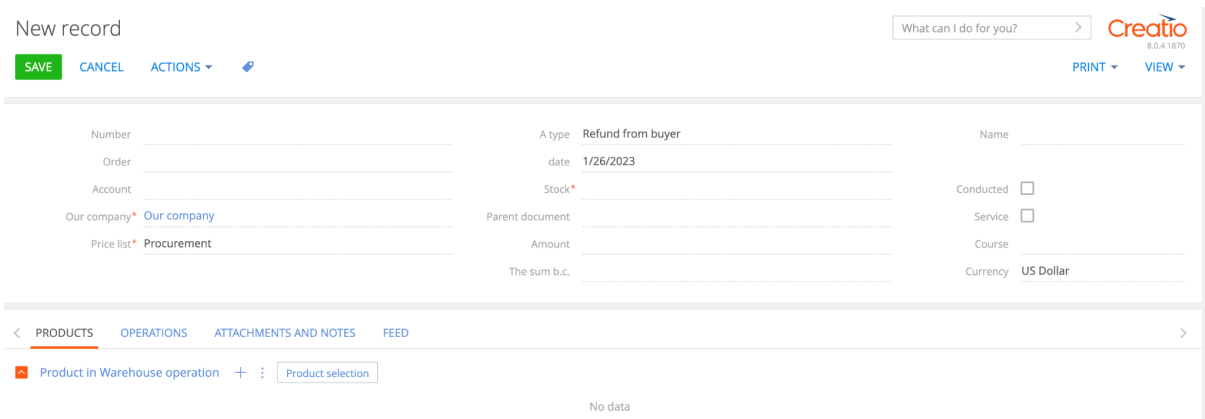 New record
What can I do for you?
Creatio
8.0.4.1870
SAVE CANCEL ACTIONS
PRINT VIEW
Number
A type Refund from buyer
Name
Order
date 1/26/2023
Account
Stock*
Conducted
Our company* Our company
Parent document
Service
Price list* Procurement
Amount
Course
The sum b.c.
Currency US Dollar
PRODUCTS OPERATIONS ATTACHMENTS AND NOTES FEED
Product in Warehouse operation + Product selection
No data